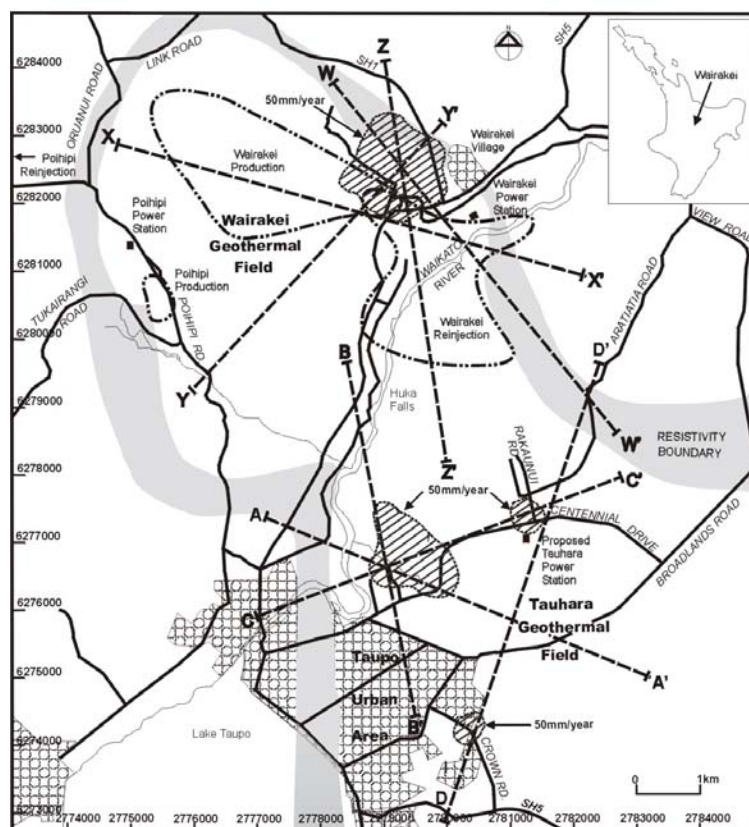 6284000
6283000
6282000
6281000
6280000
6279000
6278000
6277000
6276000
6275000
6274000
6273000
ORUANUI ROAD
LINK ROAD
Z
W
SH1
SH5
50mm/year
Y'
Wairakei
X
Poihipi
Reinjection
Wairakei
Production
Wairakei
Village
Wairakei
Geothermal
Field
Wairakei
Power
Station
Poihipi
Power
Station
VIEW ROAD
WAIKATO
RIVER
X'
ARATIATIA ROAD
Poihipi
Production
TUKAIRANGI
ROAD
POIHIPI RD
Wairakei
Reinjection
B
D'
Y
Huka
Falls
W'
RESISTIVITY
BOUNDARY
RAKAUNUI
RD
Z'
C'
50mm/year
A
CENTENNIAL DRIVE
BROADLANDS ROAD
Proposed
Tauhara
Power
Station
C
Tauhara
Geothermal
Field
Taupo
Urban
Area
A'
B'
50mm/year
Lake Taupo
CROWN RD
D
SH5
0 1km
2774000 2775000 2776000 2777000 2778000 2779000 2780000 2781000 2782000 2783000 2784000